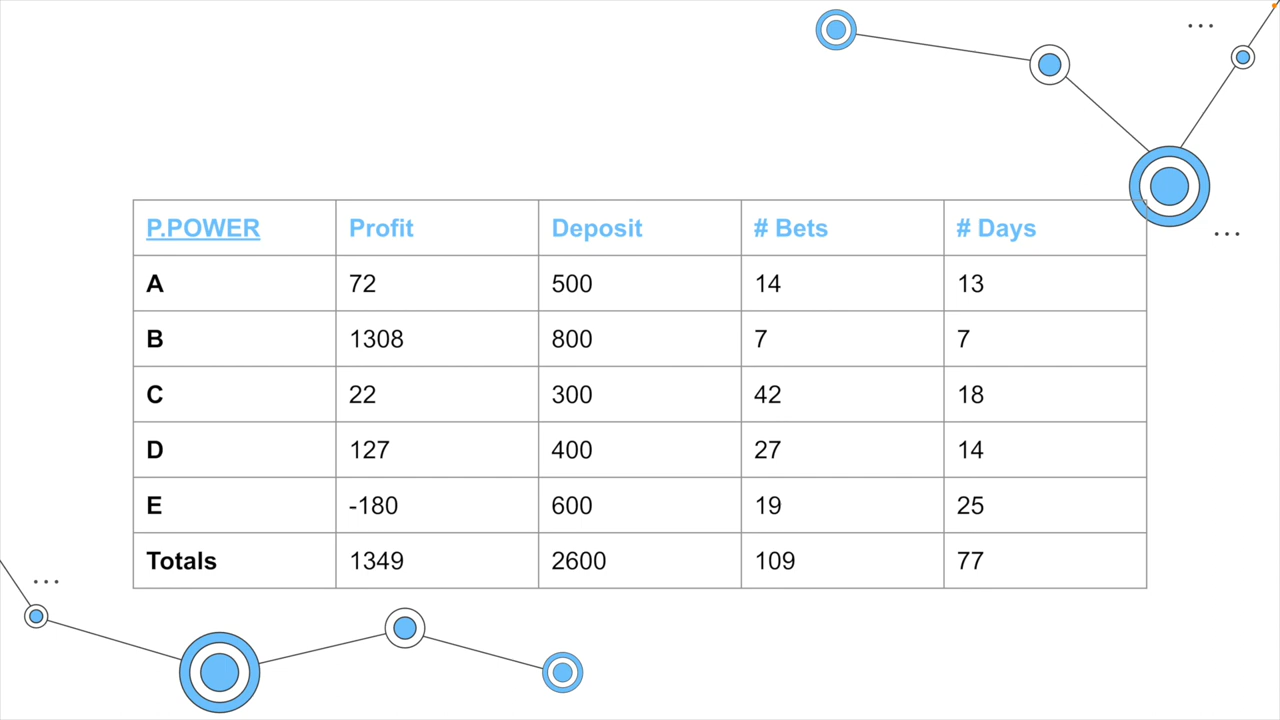 P.POWER Profit Deposit # Bets # Days
A 72 500 14 13
B 1308 800 7 7
C 22 300 42 18
D 127 400 27 14
E -180 600 19 25
Totals 1349 2600 109 77